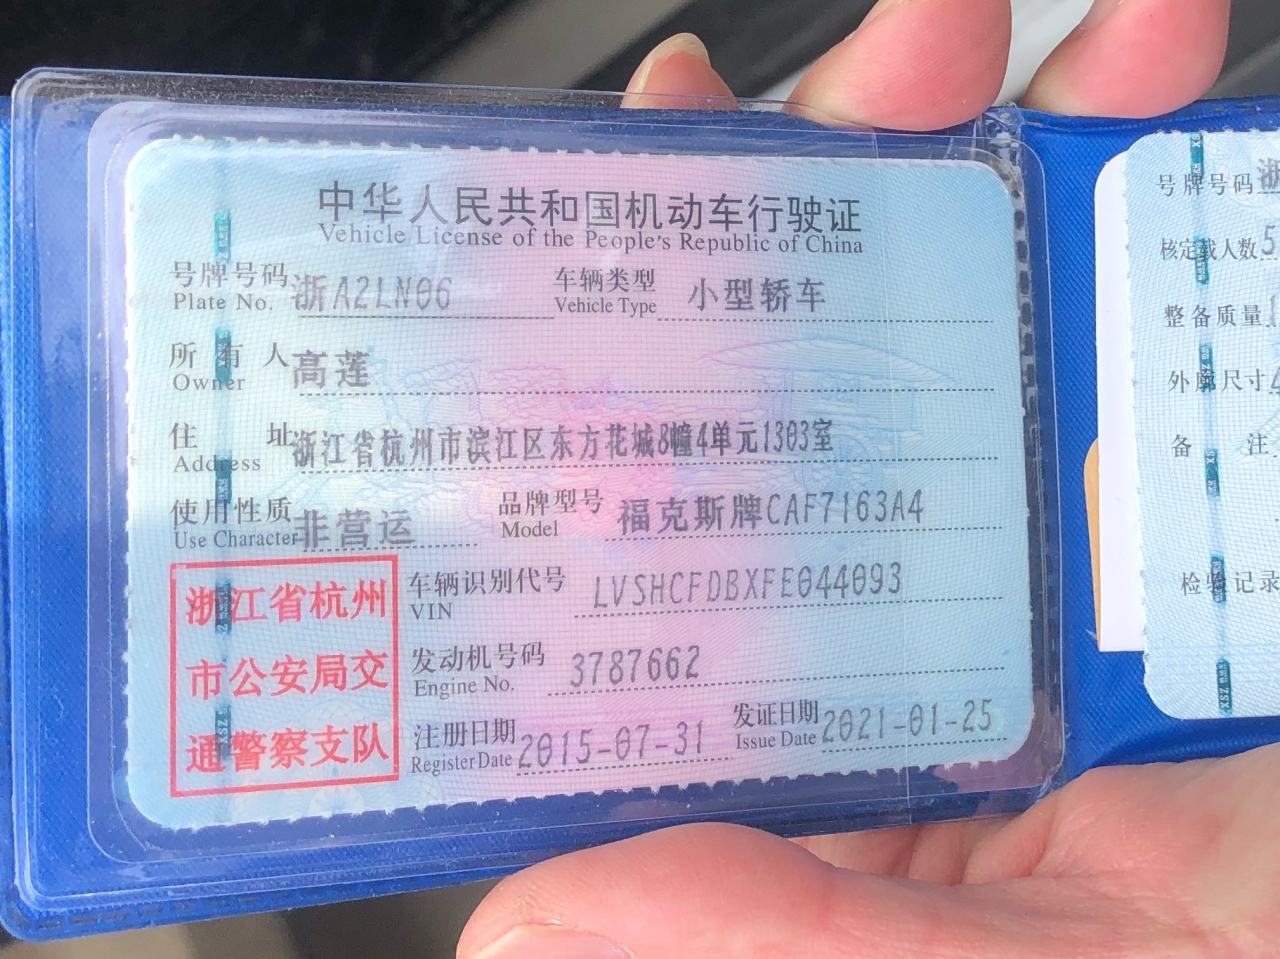 中华人民共和国机动车行驶证
Vehicle License of the People's Republic of China
号牌号码 浙A2LN06 车辆类型 小型轿车
Plate No. Vehicle Type
所有人 高莲
Owner
住址 浙江省杭州市滨江区东方花城8幢4单元1303室
Address
使用性质 非营运 品牌型号 福克斯牌CAF7163A4
Use Character Model
浙江省杭州
市公安局交
通警察支队
车辆识别代号 LVSHCFDBXFE044093
VIN
发动机号码 3787662
Engine No.
注册日期 2015-07-31 发证日期 2021-01-25
Register Date Issue Date
号牌号码 浙
核定载人数 5
整备质量
外廓尺寸
备注
检验记录